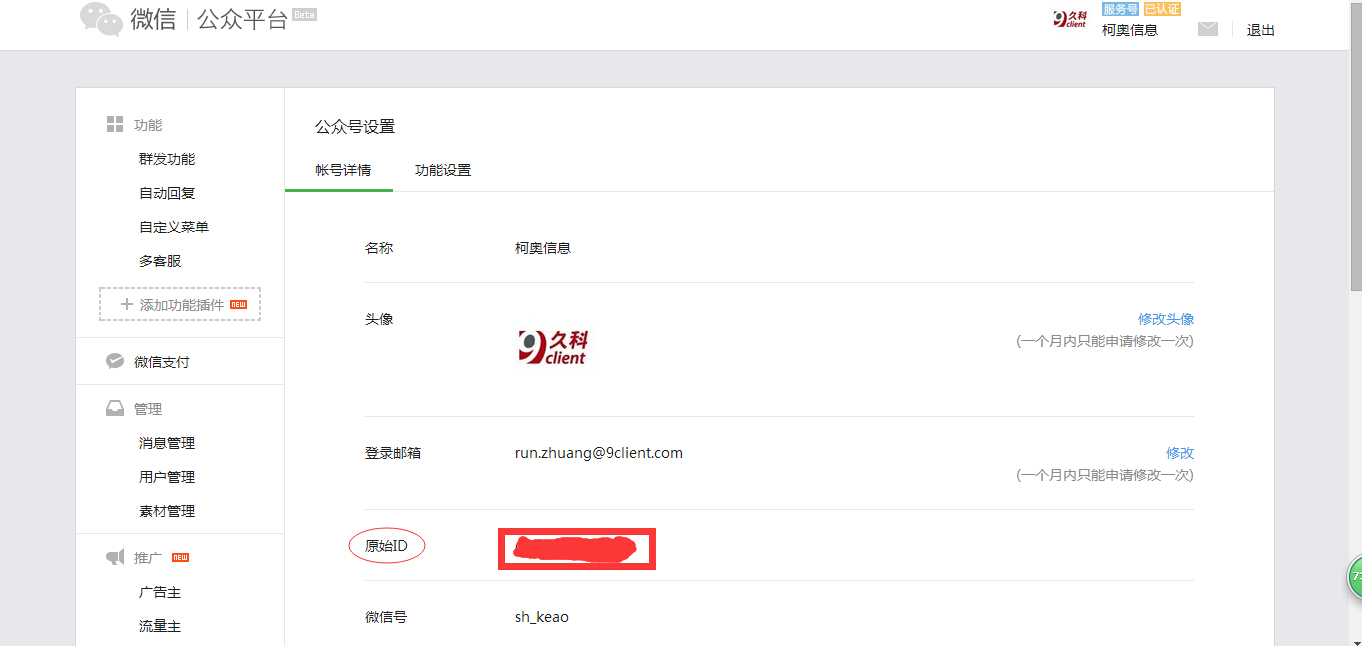 微信 公众平台 Beta
久科 client
服务号 已认证
柯奥信息
退出
功能
群发功能
自动回复
自定义菜单
多客服
添加功能插件 NEW
微信支付
管理
消息管理
用户管理
素材管理
推广 NEW
广告主
流量主
公众号设置
帐号详情 功能设置
名称 柯奥信息
头像 9久科 client 修改头像
(一个月内只能申请修改一次)
登录邮箱 run.zhuang@9client.com 修改
(一个月内只能申请修改一次)
原始ID
微信号 sh_keao